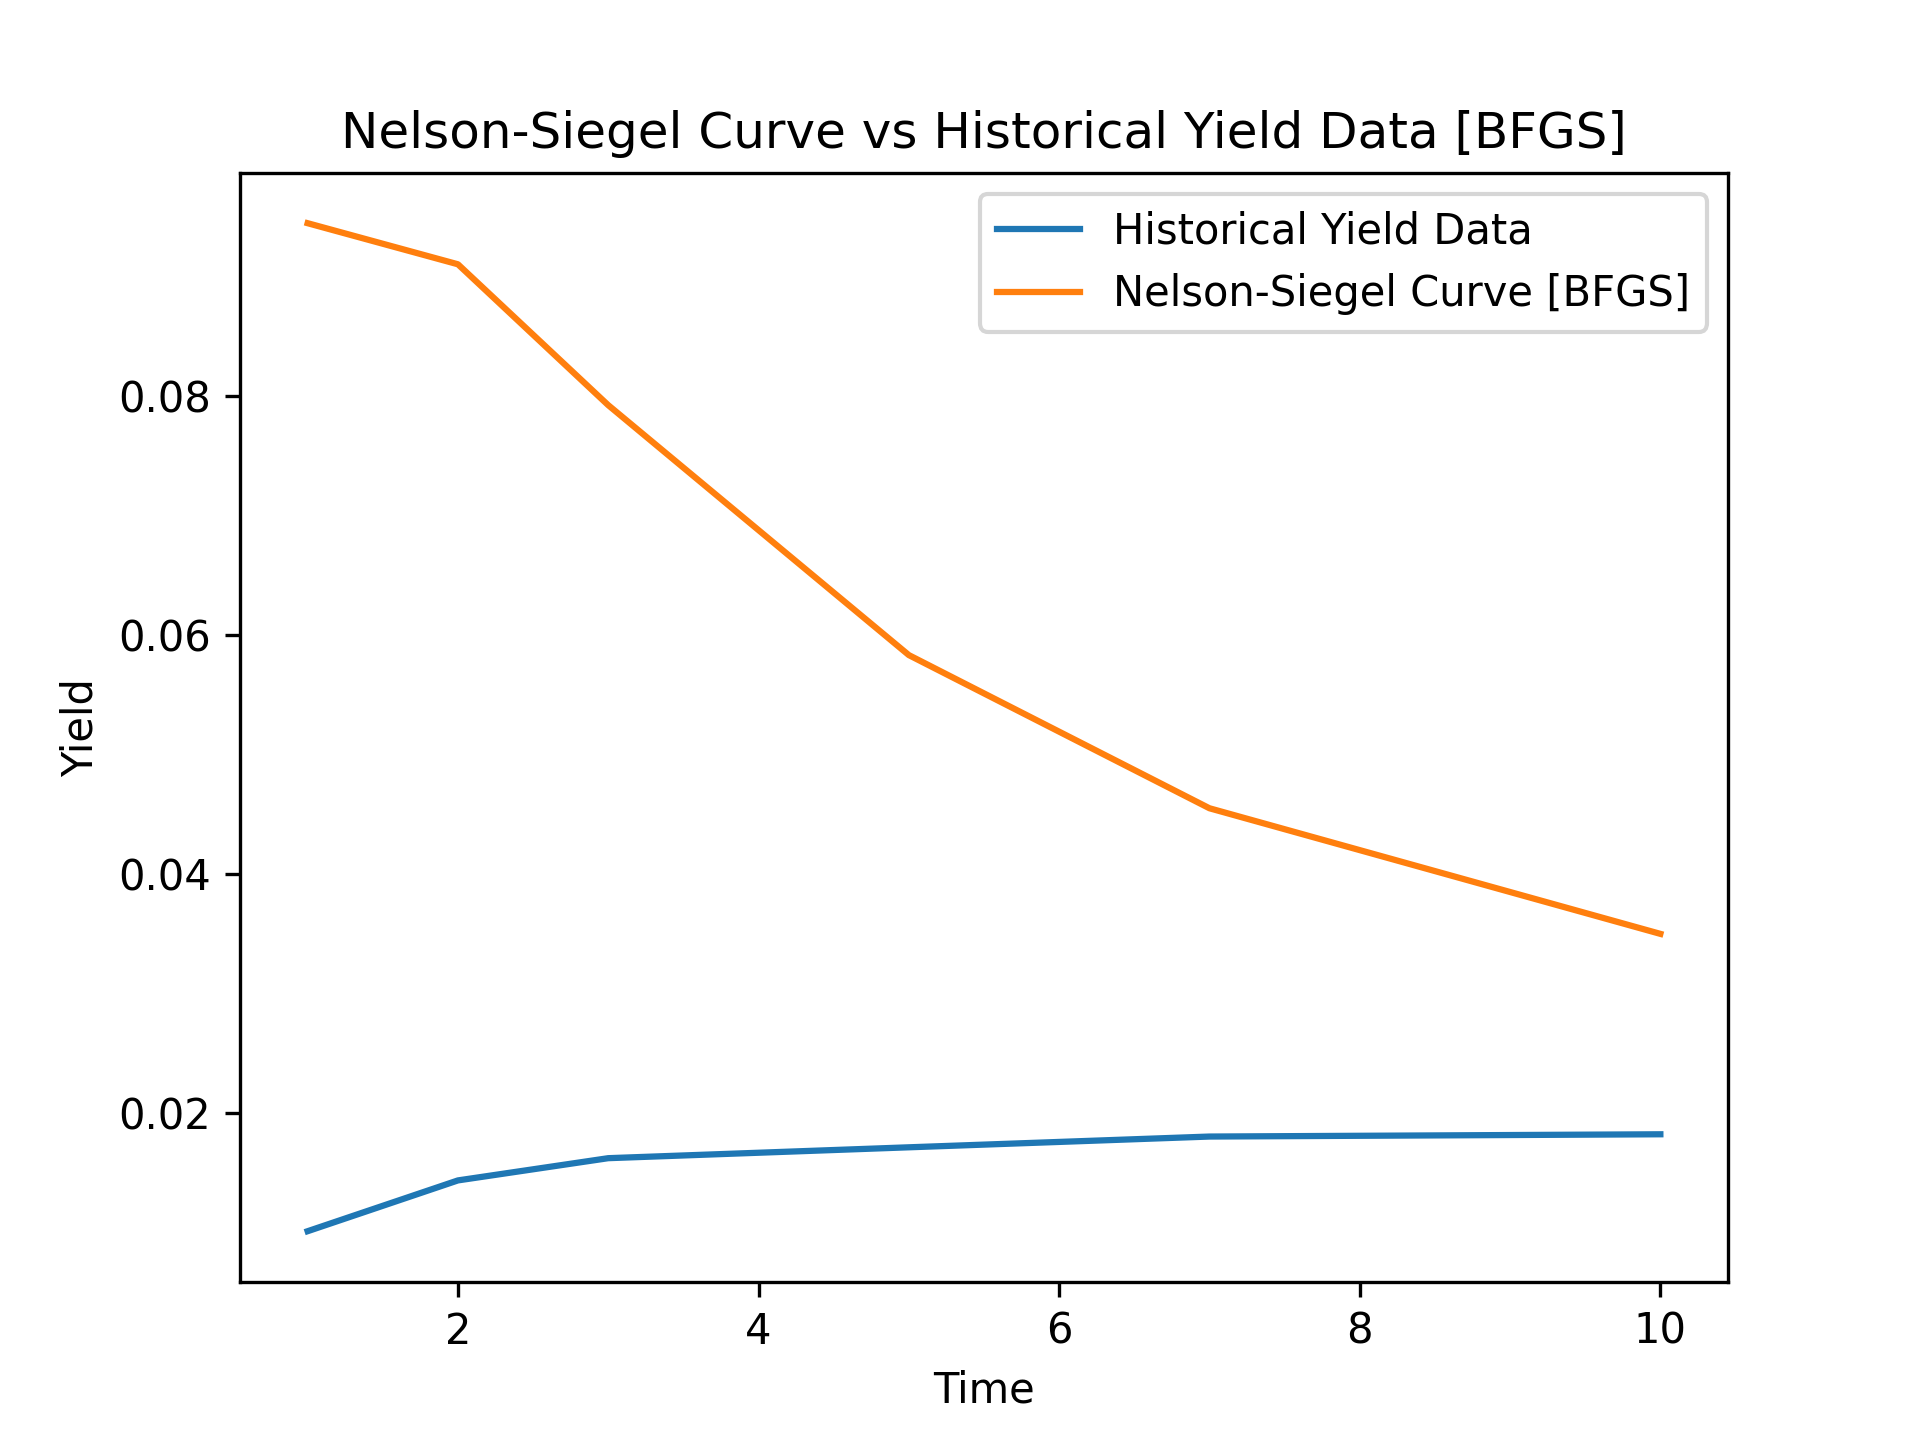 Nelson-Siegel Curve vs Historical Yield Data [BFGS]
Historical Yield Data
Nelson-Siegel Curve [BFGS]
0.08
0.06
0.04
0.02
Yield
2 4 6 8 10
Time